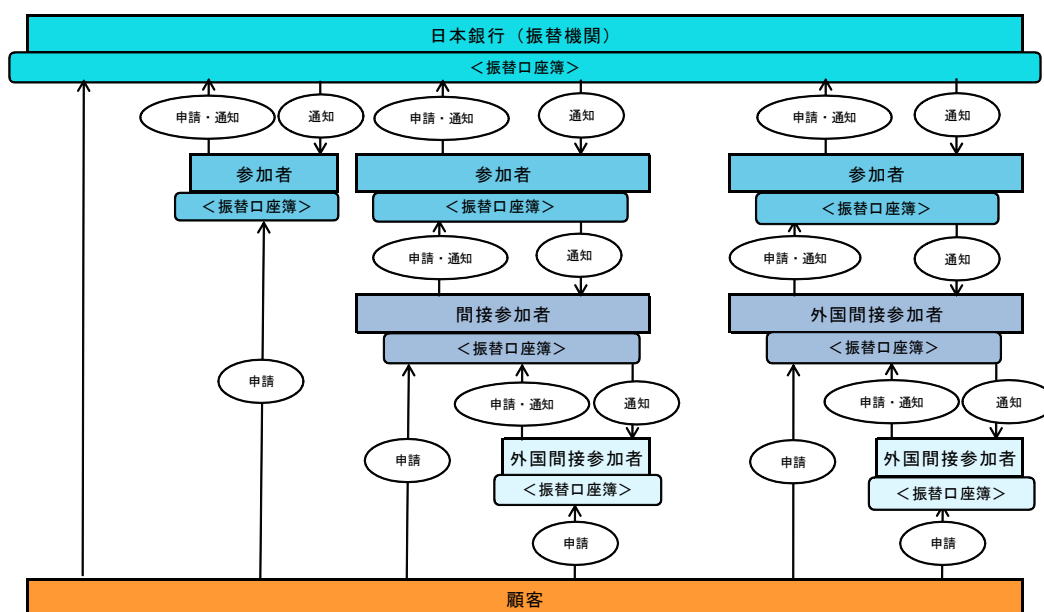 日本銀行（振替機関）
＜振替口座簿＞
申請・通知
通知
申請・通知
通知
申請・通知
通知
参加者
参加者
参加者
＜振替口座簿＞
＜振替口座簿＞
＜振替口座簿＞
申請・通知
通知
申請・通知
通知
間接参加者
外国間接参加者
＜振替口座簿＞
＜振替口座簿＞
申請
申請・通知
通知
申請・通知
通知
申請
外国間接参加者
申請
外国間接参加者
＜振替口座簿＞
＜振替口座簿＞
申請
申請
顧客